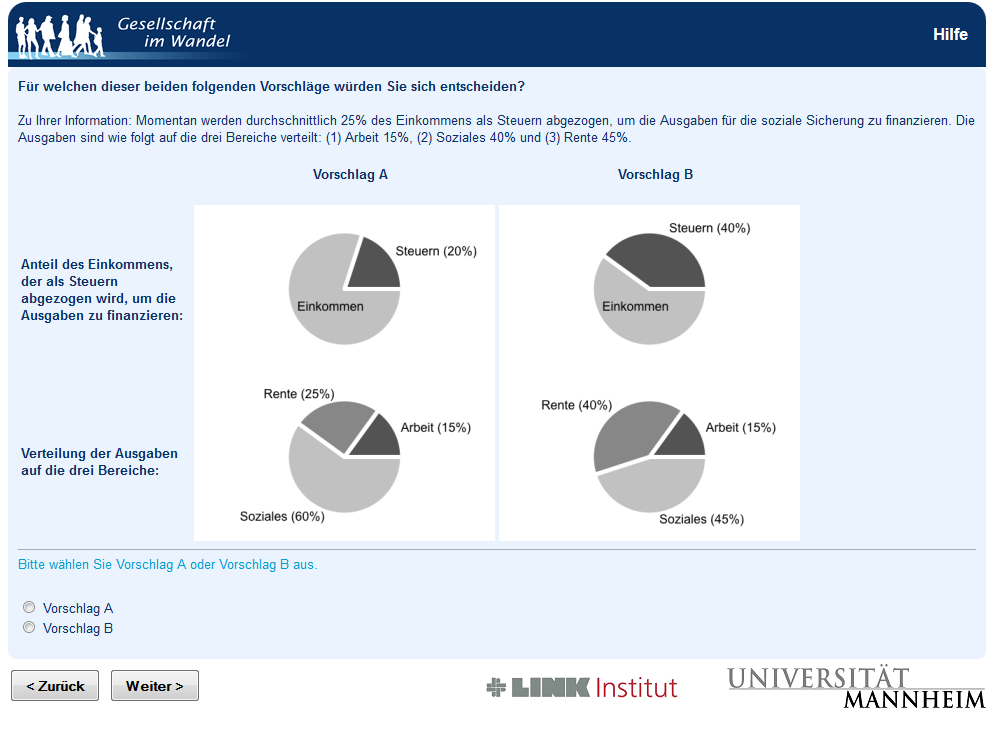 Gesellschaft
im Wandel
Hilfe
Für welchen dieser beiden folgenden Vorschläge würden Sie sich entscheiden?
Zu Ihrer Information: Momentan werden durchschnittlich 25% des Einkommens als Steuern abgezogen, um die Ausgaben für die soziale Sicherung zu finanzieren. Die
Ausgaben sind wie folgt auf die drei Bereiche verteilt: (1) Arbeit 15%, (2) Soziales 40% und (3) Rente 45%.
Vorschlag A
Vorschlag B
Anteil des Einkommens,
der als Steuern
abgezogen wird, um die
Ausgaben zu finanzieren:
Steuern (20%)
Einkommen
Steuern (40%)
Einkommen
Verteilung der Ausgaben
auf die drei Bereiche:
Rente (25%)
Arbeit (15%)
Soziales (60%)
Rente (40%)
Arbeit (15%)
Soziales (45%)
Bitte wählen Sie Vorschlag A oder Vorschlag B aus.
Vorschlag A
Vorschlag B
< Zurück
Weiter >
LINK Institut
UNIVERSITÄT
MANNHEIM